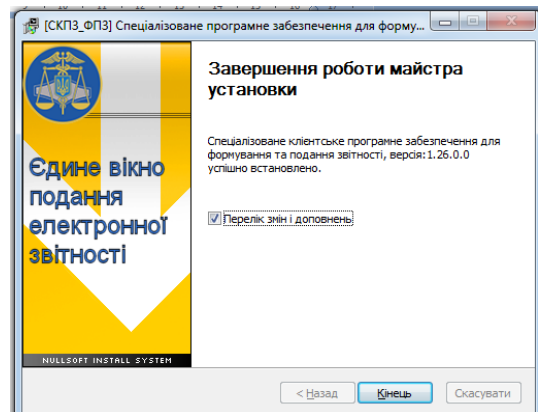 [СКПЗ_ФПЗ] Спеціалізоване програмне забезпечення для форму...
Завершення роботи майстра
установки
Спеціалізоване клієнтське програмне забезпечення для
формування та подання звітності, версія:1.26.0.0
успішно встановлено.
Перелік змін і доповнень
Єдине вікно
подання
електронної
звітності
NULLSOFT INSTALL SYSTEM
< Назад
Кінець
Скасувати